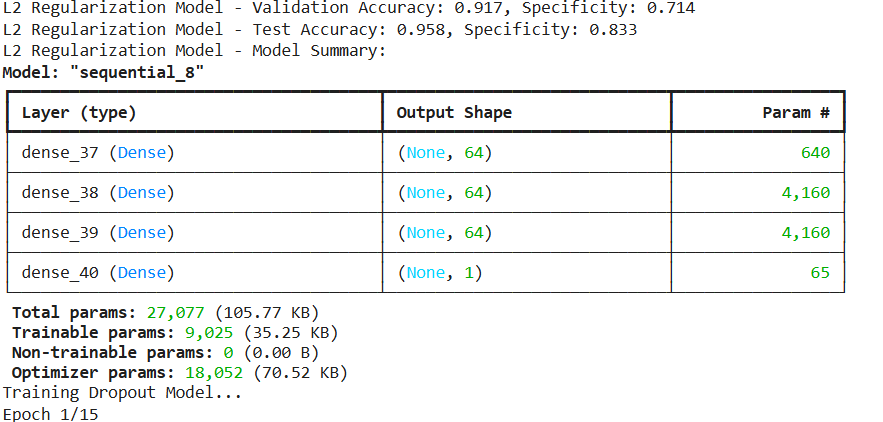 L2 Regularization Model - Validation Accuracy: 0.917, Specificity: 0.714
L2 Regularization Model - Test Accuracy: 0.958, Specificity: 0.833
L2 Regularization Model - Model Summary:
Model: "sequential_8"
Layer (type) Output Shape Param #
dense_37 (Dense) (None, 64) 640
dense_38 (Dense) (None, 64) 4,160
dense_39 (Dense) (None, 64) 4,160
dense_40 (Dense) (None, 1) 65
Total params: 27,077 (105.77 KB)
Trainable params: 9,025 (35.25 KB)
Non-trainable params: 0 (0.00 B)
Optimizer params: 18,052 (70.52 KB)
Training Dropout Model...
Epoch 1/15